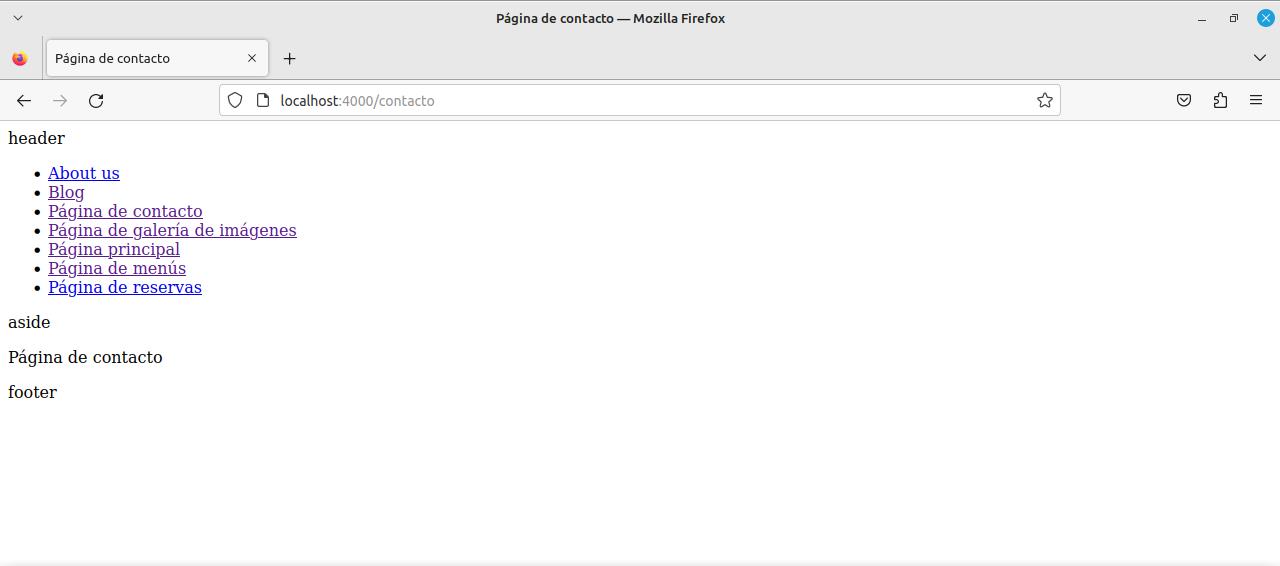 Página de contacto — Mozilla Firefox
Página de contacto
localhost:4000/contacto
header
About us
Blog
Página de contacto
Página de galería de imágenes
Página principal
Página de menús
Página de reservas
aside
Página de contacto
footer